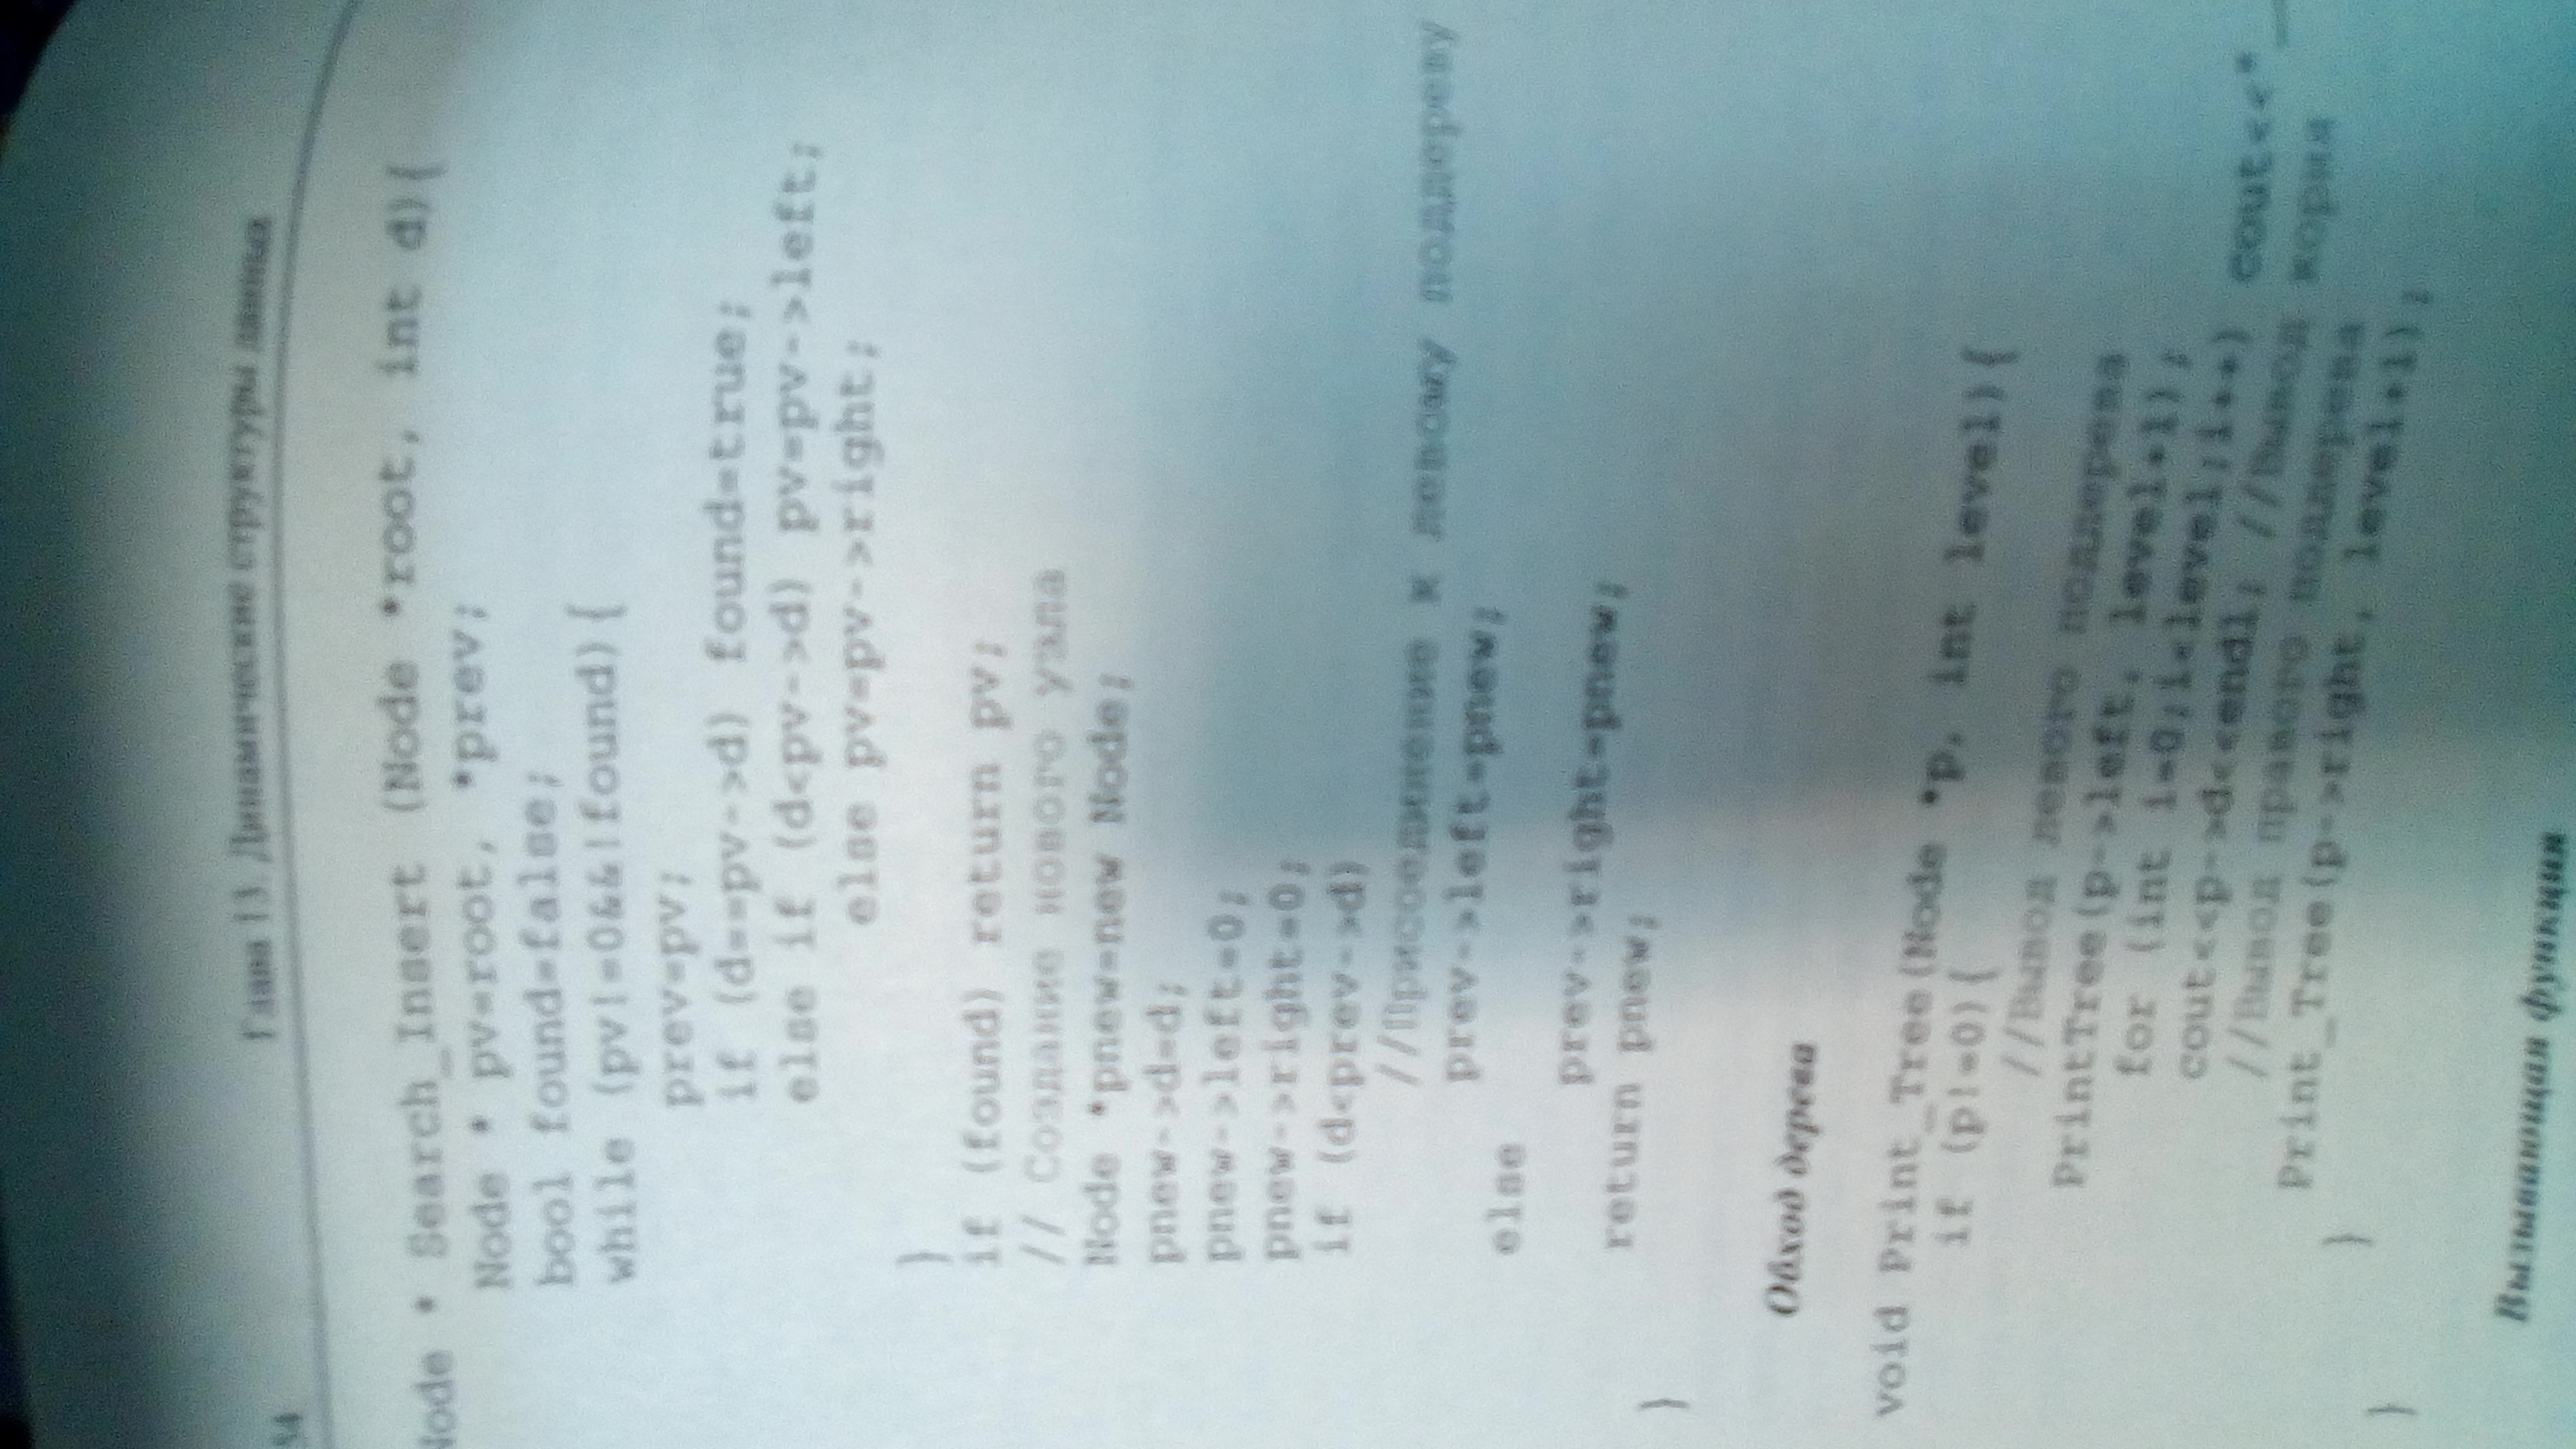 34
Глава 13. Динамические структуры данных
Node * Search_Insert (Node *root, int d){
Node * pv=root, *prev;
bool found=false;
while (pv!=0&&!found){
prev=pv;
if (d==pv->d) found=true;
else if (d<pv->d) pv=pv->left;
else pv=pv->right;
}
if (found) return pv;
// Создание нового узла
Node *pnew=new Node;
pnew->d=d;
pnew->left=0;
pnew->right=0;
if (d<prev->d)
//Присоединение к левому поддереву
prev->left=pnew;
else
prev->right=pnew;
return pnew;
}
Обход дерева
void Print_Tree(Node *p, int level){
if (p!=0){
//Вывод левого поддерева
PrintTree(p->left, level+1);
for (int i=0;i<level;i++) cout<<"_
cout<<p->d<<endl; //Вывод корня
//Вывод правого поддерева
Print_Tree(p->right, level+1);
}
}
Вызывающая функция